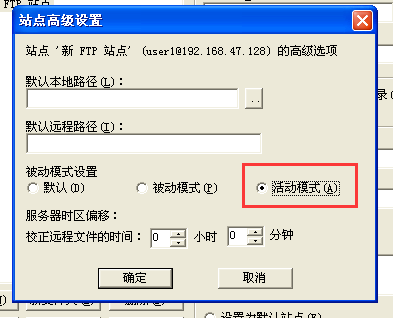 FTP 站点
站点高级设置
站点 '新 FTP 站点' (user1@192.168.47.128) 的高级选项
默认本地路径(L)：
..
录(
默认远程路径(I)：
被动模式设置
默认(D) 被动模式(P) 活动模式(A)
服务器时区偏移：
校正远程文件的时间： 0 小时 0 分钟
确定 取消
设置为默认站点(F)